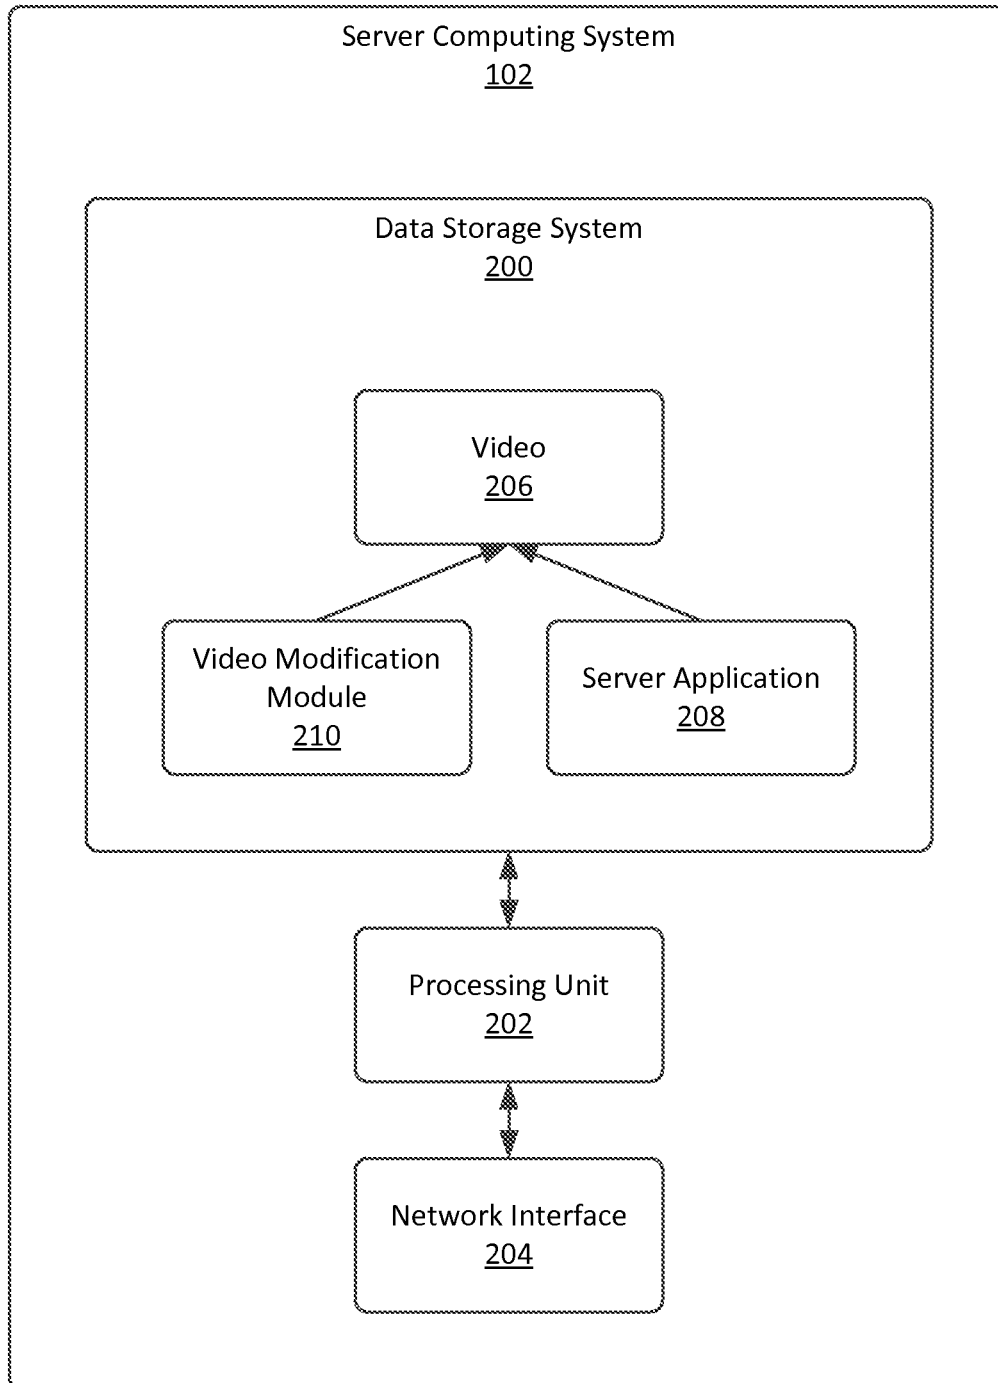 Server Computing System
102
Data Storage System
200
Video
206
Video Modification
Module
210
Server Application
208
Processing Unit
202
Network Interface
204